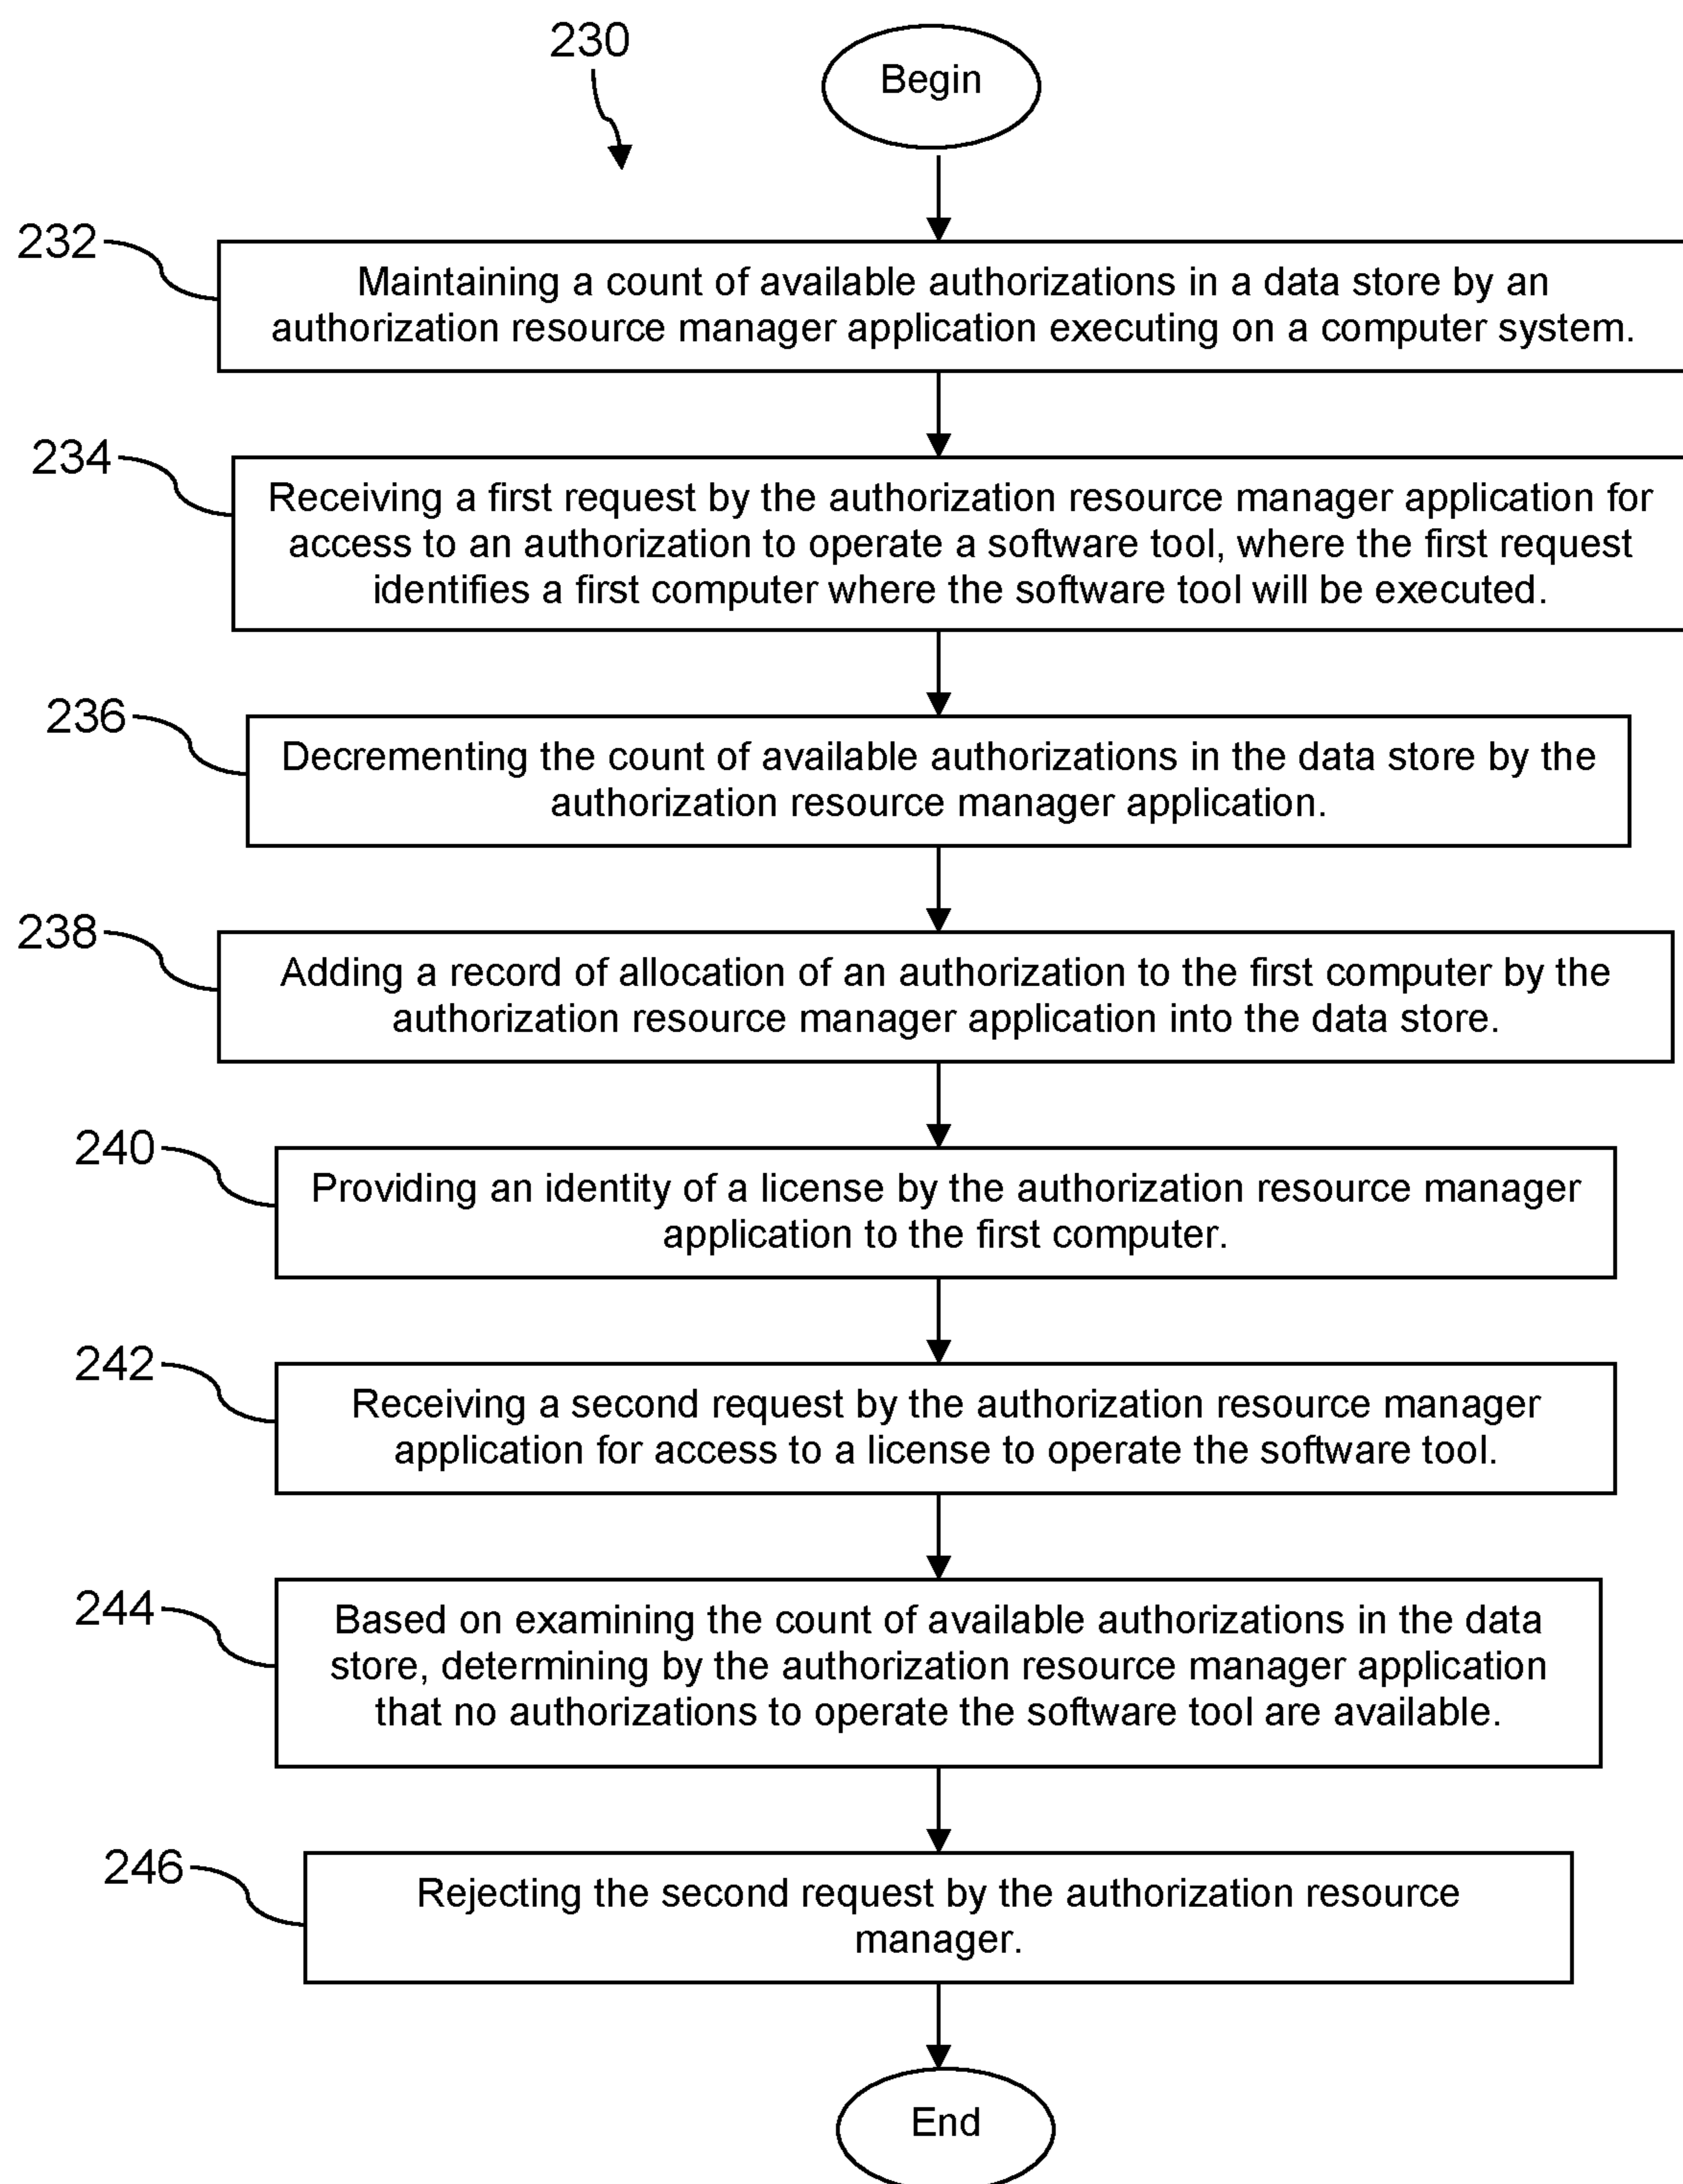 230
Begin
232
Maintaining a count of available authorizations in a data store by an
authorization resource manager application executing on a computer system.
234
Receiving a first request by the authorization resource manager application for
access to an authorization to operate a software tool, where the first request
identifies a first computer where the software tool will be executed.
236
Decrementing the count of available authorizations in the data store by the
authorization resource manager application.
238
Adding a record of allocation of an authorization to the first computer by the
authorization resource manager application into the data store.
240
Providing an identity of a license by the authorization resource manager
application to the first computer.
242
Receiving a second request by the authorization resource manager
application for access to a license to operate the software tool.
244
Based on examining the count of available authorizations in the data
store, determining by the authorization resource manager application
that no authorizations to operate the software tool are available.
246
Rejecting the second request by the authorization resource
manager.
End